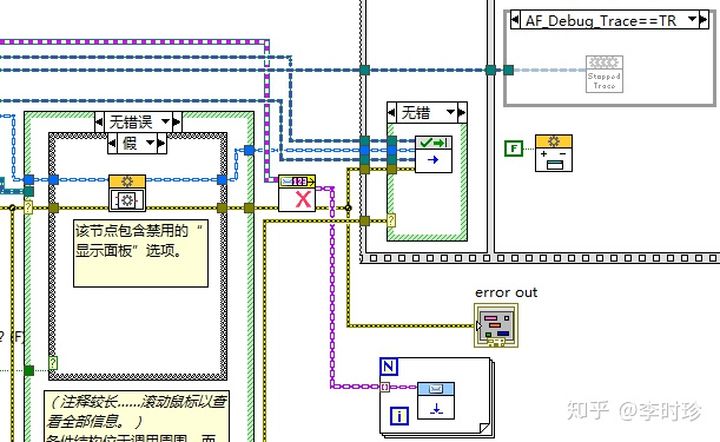 AF_Debug_Trace==TR
Stopped
Trace
无错误
假
无错
F
?
该节点包含禁用的“
显示面板”选项。
?
?
error out
? (F)
?
N
i
（注释较长......滚动鼠标以查
看全部信息。）
条件结构位于调用周围，而
知乎 @李时珍